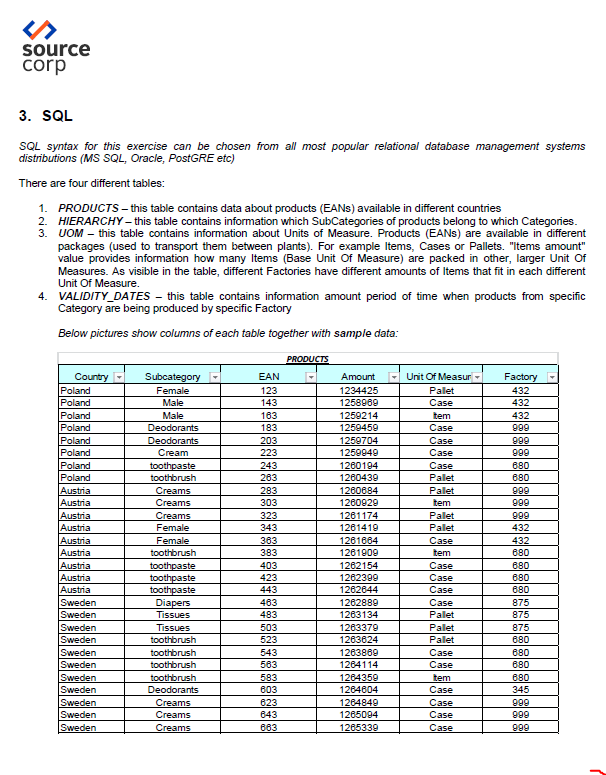 source
corp
3. SQL
SQL syntax for this exercise can be chosen from all most popular relational database management systems
distributions (MS SQL, Oracle, PostGRE etc)
There are four different tables:
1. PRODUCTS – this table contains data about products (EANs) available in different countries
2. HIERARCHY – this table contains information which SubCategories of products belong to which Categories.
3. UOM – this table contains information about Units of Measure. Products (EANs) are available in different
packages (used to transport them between plants). For example Items, Cases or Pallets. "Items amount"
value provides information how many Items (Base Unit Of Measure) are packed in other, larger Unit Of
Measures. As visible in the table, different Factories have different amounts of Items that fit in each different
Unit Of Measure.
4. VALIDITY_DATES – this table contains information amount period of time when products from specific
Category are being produced by specific Factory
Below pictures show columns of each table together with sample data:
PRODUCTS
Country Subcategory EAN Amount Unit Of Measur Factory
Poland Female 123 1234425 Pallet 432
Poland Male 143 1258969 Case 432
Poland Male 163 1259214 Item 432
Poland Deodorants 183 1259459 Case 999
Poland Deodorants 203 1259704 Case 999
Poland Cream 223 1259949 Case 999
Poland toothpaste 243 1260194 Case 680
Poland toothbrush 263 1260439 Pallet 680
Austria Creams 283 1260684 Pallet 999
Austria Creams 303 1260929 Item 999
Austria Creams 323 1261174 Pallet 999
Austria Female 343 1261419 Pallet 432
Austria Female 363 1261664 Case 432
Austria toothbrush 383 1261909 Item 680
Austria toothpaste 403 1262154 Case 680
Austria toothpaste 423 1262399 Case 680
Austria toothpaste 443 1262644 Case 680
Sweden Diapers 463 1262889 Case 875
Sweden Tissues 483 1263134 Pallet 875
Sweden Tissues 503 1263379 Pallet 875
Sweden toothbrush 523 1263624 Pallet 680
Sweden toothbrush 543 1263869 Case 680
Sweden toothbrush 563 1264114 Case 680
Sweden toothbrush 583 1264359 Item 680
Sweden Deodorants 603 1264604 Case 345
Sweden Creams 623 1264849 Case 999
Sweden Creams 643 1265094 Case 999
Sweden Creams 663 1265339 Case 999